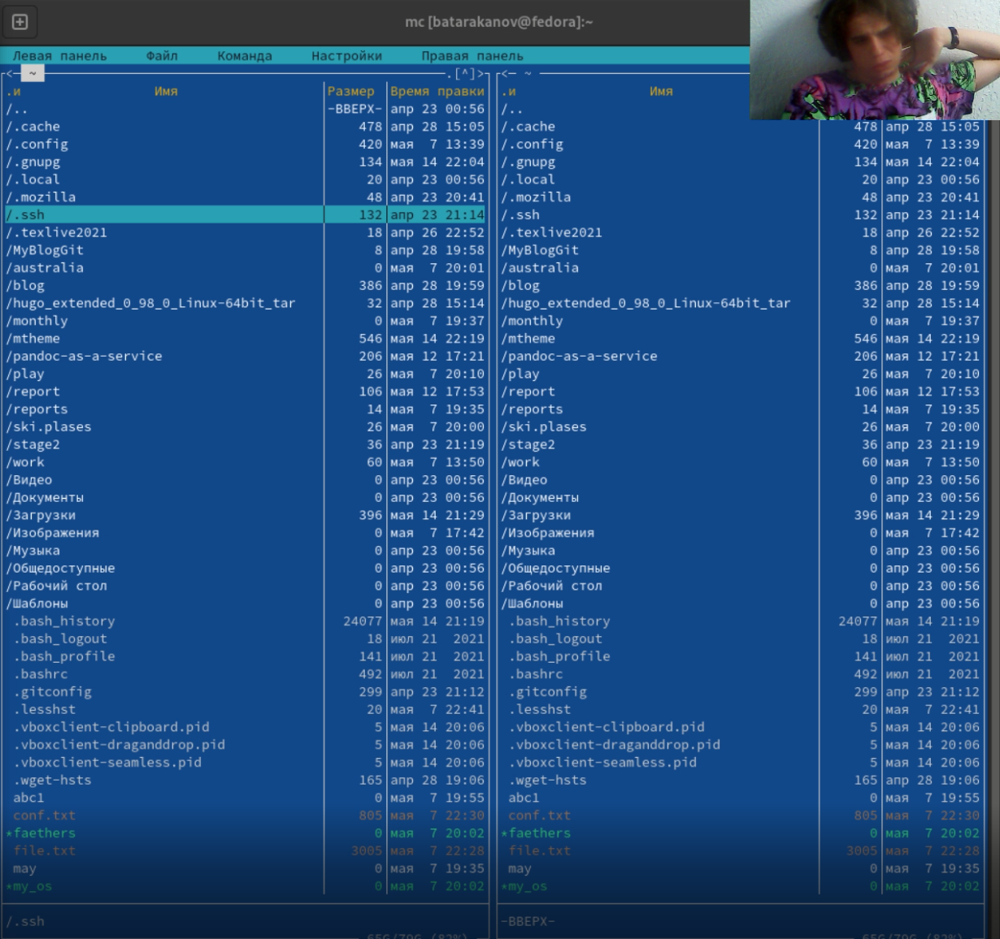 mc [batarakanov@fedora]:~
Левая панель Файл Команда Настройки Правая панель
<— ~ .[^]> <— ~
.и Имя Размер Время правки .и Имя
/.. -ВВЕРХ- апр 23 00:56 /..
/.cache 478 апр 28 15:05 /.cache 478 апр 28 15:05
/.config 420 мая 7 13:39 /.config 420 мая 7 13:39
/.gnupg 134 мая 14 22:04 /.gnupg 134 мая 14 22:04
/.local 20 апр 23 00:56 /.local 20 апр 23 00:56
/.mozilla 48 апр 23 20:41 /.mozilla 48 апр 23 20:41
/.ssh 132 апр 23 21:14 /.ssh 132 апр 23 21:14
/.texlive2021 18 апр 26 22:52 /.texlive2021 18 апр 26 22:52
/MyBlogGit 8 апр 28 19:58 /MyBlogGit 8 апр 28 19:58
/australia 0 мая 7 20:01 /australia 0 мая 7 20:01
/blog 386 апр 28 19:59 /blog 386 апр 28 19:59
/hugo_extended_0_98_0_Linux-64bit_tar 32 апр 28 15:14 /hugo_extended_0_98_0_Linux-64bit_tar 32 апр 28 15:14
/monthly 0 мая 7 19:37 /monthly 0 мая 7 19:37
/mtheme 546 мая 14 22:19 /mtheme 546 мая 14 22:19
/pandoc-as-a-service 206 мая 12 17:21 /pandoc-as-a-service 206 мая 12 17:21
/play 26 мая 7 20:10 /play 26 мая 7 20:10
/report 106 мая 12 17:53 /report 106 мая 12 17:53
/reports 14 мая 7 19:35 /reports 14 мая 7 19:35
/ski.plases 26 мая 7 20:00 /ski.plases 26 мая 7 20:00
/stage2 36 апр 23 21:19 /stage2 36 апр 23 21:19
/work 60 мая 7 13:50 /work 60 мая 7 13:50
/Видео 0 апр 23 00:56 /Видео 0 апр 23 00:56
/Документы 0 апр 23 00:56 /Документы 0 апр 23 00:56
/Загрузки 396 мая 14 21:29 /Загрузки 396 мая 14 21:29
/Изображения 0 мая 7 17:42 /Изображения 0 мая 7 17:42
/Музыка 0 апр 23 00:56 /Музыка 0 апр 23 00:56
/Общедоступные 0 апр 23 00:56 /Общедоступные 0 апр 23 00:56
/Рабочий стол 0 апр 23 00:56 /Рабочий стол 0 апр 23 00:56
/Шаблоны 0 апр 23 00:56 /Шаблоны 0 апр 23 00:56
.bash_history 24077 мая 14 21:19 .bash_history 24077 мая 14 21:19
.bash_logout 18 июл 21 2021 .bash_logout 18 июл 21 2021
.bash_profile 141 июл 21 2021 .bash_profile 141 июл 21 2021
.bashrc 492 июл 21 2021 .bashrc 492 июл 21 2021
.gitconfig 299 апр 23 21:12 .gitconfig 299 апр 23 21:12
.lesshst 20 мая 7 22:41 .lesshst 20 мая 7 22:41
.vboxclient-clipboard.pid 5 мая 14 20:06 .vboxclient-clipboard.pid 5 мая 14 20:06
.vboxclient-draganddrop.pid 5 мая 14 20:06 .vboxclient-draganddrop.pid 5 мая 14 20:06
.vboxclient-seamless.pid 5 мая 14 20:06 .vboxclient-seamless.pid 5 мая 14 20:06
.wget-hsts 165 апр 28 19:06 .wget-hsts 165 апр 28 19:06
abc1 0 мая 7 19:55 abc1 0 мая 7 19:55
conf.txt 805 мая 7 22:30 conf.txt 805 мая 7 22:30
*faethers 0 мая 7 20:02 *faethers 0 мая 7 20:02
file.txt 3005 мая 7 22:28 file.txt 3005 мая 7 22:28
may 0 мая 7 19:35 may 0 мая 7 19:35
*my_os 0 мая 7 20:02 *my_os 0 мая 7 20:02
/.ssh -ВВЕРХ-